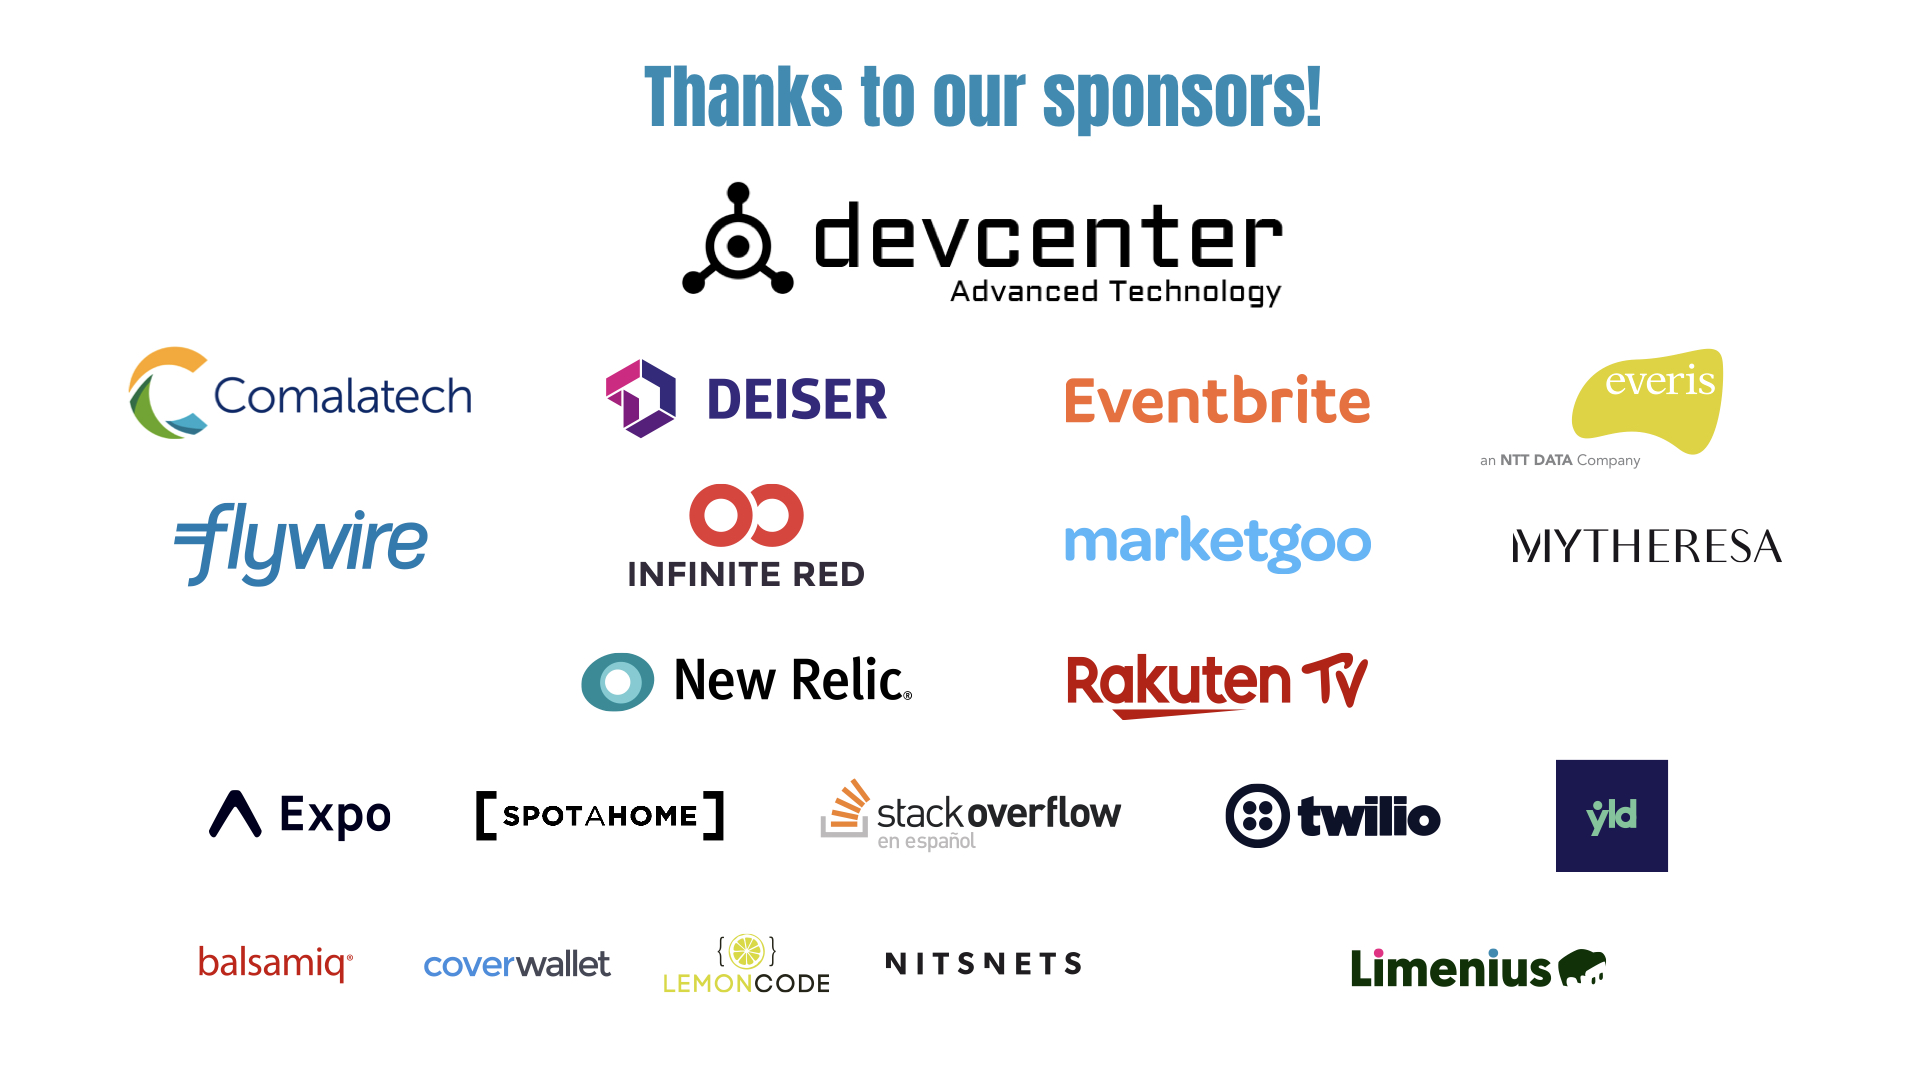 Thanks to our sponsors!
devcenter
Advanced Technology
Comalatech
DEISER
Eventbrite
everis
an NTT DATA Company
flywire
INFINITE RED
marketgoo
MYTHERESA
New Relic®
Rakuten TV
Expo
[SPOTAHOME]
stackoverflow
en español
twilio
yld
balsamiq®
coverwallet
{ }
LEMONCODE
NITSNETS
Limenius